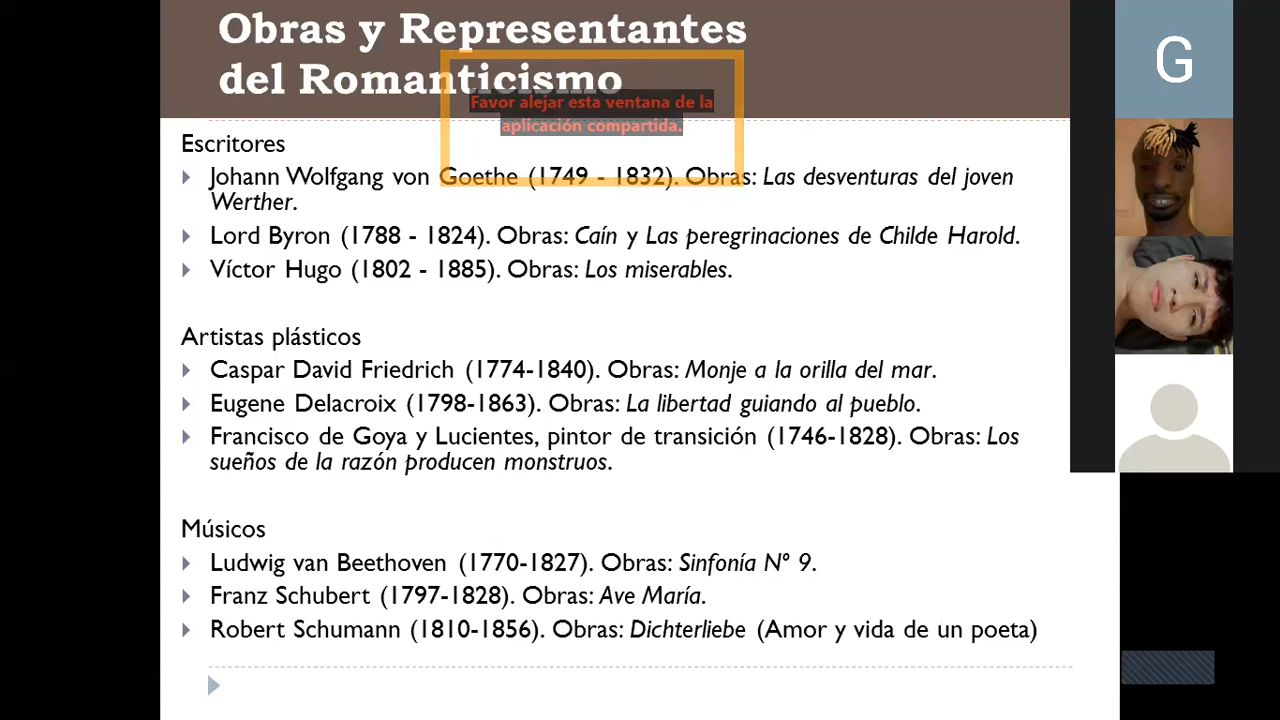 Obras y Representantes
del Romanticismo
Favor alejar esta ventana de la
aplicación compartida.
Escritores
Johann Wolfgang von Goethe (1749 - 1832). Obras: Las desventuras del joven
Werther.
Lord Byron (1788 - 1824). Obras: Caín y Las peregrinaciones de Childe Harold.
Víctor Hugo (1802 - 1885). Obras: Los miserables.
Artistas plásticos
Caspar David Friedrich (1774-1840). Obras: Monje a la orilla del mar.
Eugene Delacroix (1798-1863). Obras: La libertad guiando al pueblo.
Francisco de Goya y Lucientes, pintor de transición (1746-1828). Obras: Los
sueños de la razón producen monstruos.
Músicos
Ludwig van Beethoven (1770-1827). Obras: Sinfonía Nº 9.
Franz Schubert (1797-1828). Obras: Ave María.
Robert Schumann (1810-1856). Obras: Dichterliebe (Amor y vida de un poeta)
G